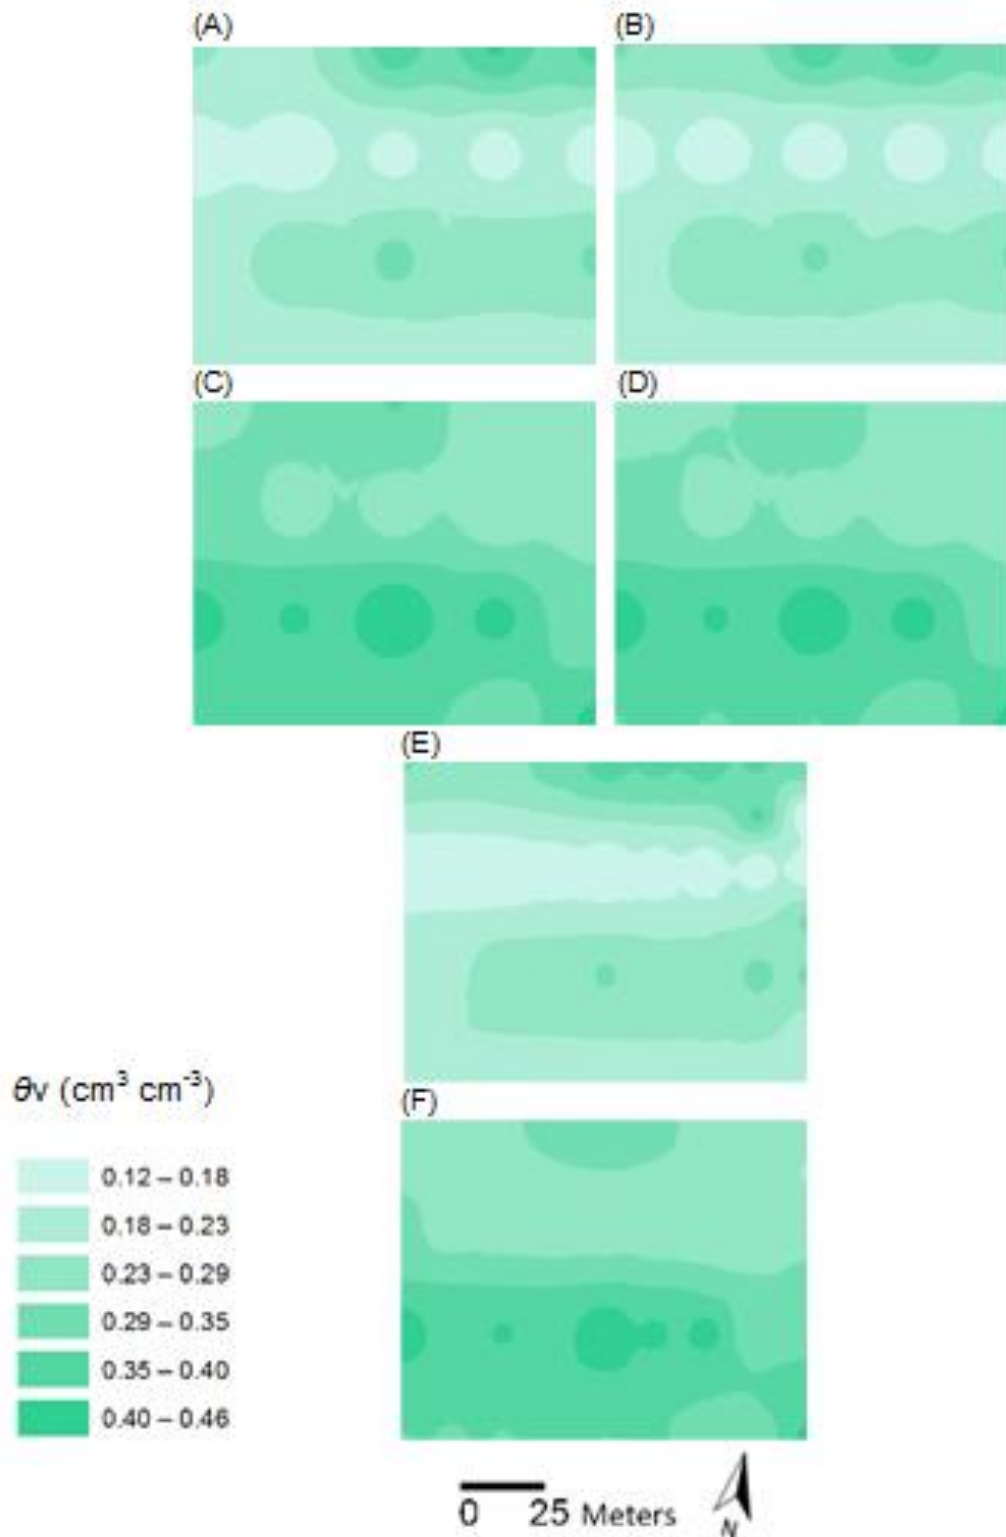 (A)
(B)
(C)
(D)
(E)
(F)
θv (cm³ cm⁻³)
0.12 – 0.18
0.18 – 0.23
0.23 – 0.29
0.29 – 0.35
0.35 – 0.40
0.40 – 0.46
0 25 Meters
N